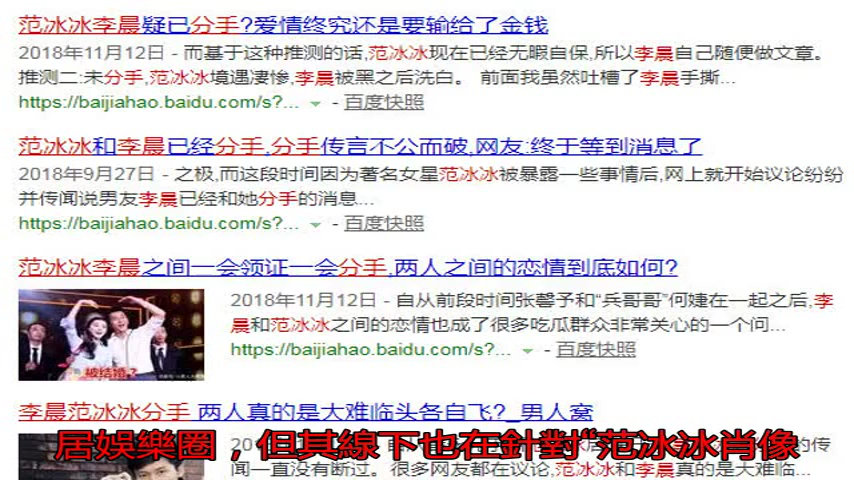 范冰冰李晨疑已分手?爱情终究还是要输给了金钱
2018年11月12日 - 而基于这种推测的话,范冰冰现在已经无暇自保,所以李晨自己随便做文章。
推测二:未分手,范冰冰境遇凄惨,李晨被黑之后洗白。 前面我虽然吐槽了李晨手撕...
https://baijiahao.baidu.com/s?... - 百度快照
范冰冰和李晨已经分手,分手传言不公而破,网友:终于等到消息了
2018年9月27日 - 之极,而这段时间因为著名女星范冰冰被暴露一些事情后,网上就开始议论纷纷
并传闻说男友李晨已经和她分手的消息...
https://baijiahao.baidu.com/s?... - 百度快照
范冰冰李晨之间一会领证一会分手,两人之间的恋情到底如何?
被结婚?
2018年11月12日 - 自从前段时间张馨予和“兵哥哥”何婕在一起之后,李
晨和范冰冰之间的恋情也成了很多吃瓜群众非常关心的一个问...
https://baijiahao.baidu.com/s?... - 百度快照
李晨范冰冰分手 两人真的是大难临头各自飞?_男人窝
居娛樂圈，但其線下也在針對“范冰冰肖像
的传
闻一直没有断过。很多网友都在议论,范冰冰和李晨真的是大难临...